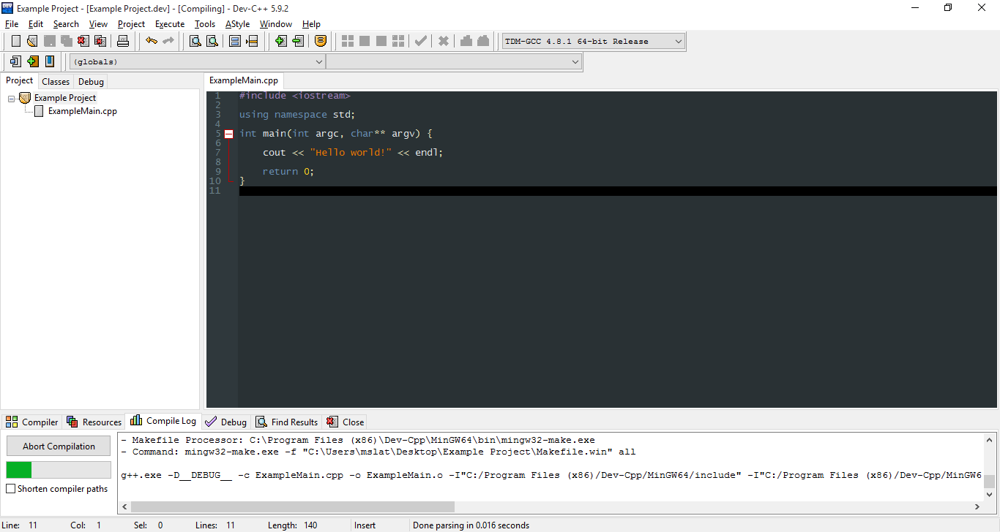 Example Project - [Example Project.dev] - [Compiling] - Dev-C++ 5.9.2
File Edit Search View Project Execute Tools AStyle Window Help
TDM-GCC 4.8.1 64-bit Release
(globals)
Project Classes Debug
ExampleMain.cpp
Example Project
ExampleMain.cpp
1 #include <iostream>
2
3 using namespace std;
4
5 int main(int argc, char** argv) {
6
7 cout << "Hello world!" << endl;
8
9 return 0;
10 }
11
Compiler Resources Compile Log Debug Find Results Close
Abort Compilation
Shorten compiler paths
- Makefile Processor: C:\Program Files (x86)\Dev-Cpp\MinGW64\bin\mingw32-make.exe
- Command: mingw32-make.exe -f "C:\Users\mslat\Desktop\Example Project\Makefile.win" all
g++.exe -D__DEBUG__ -c ExampleMain.cpp -o ExampleMain.o -I"C:/Program Files (x86)/Dev-Cpp/MinGW64/include" -I"C:/Program Files (x86)/Dev-Cpp/MinGW6
Line: 11 Col: 1 Sel: 0 Lines: 11 Length: 140 Insert Done parsing in 0.016 seconds